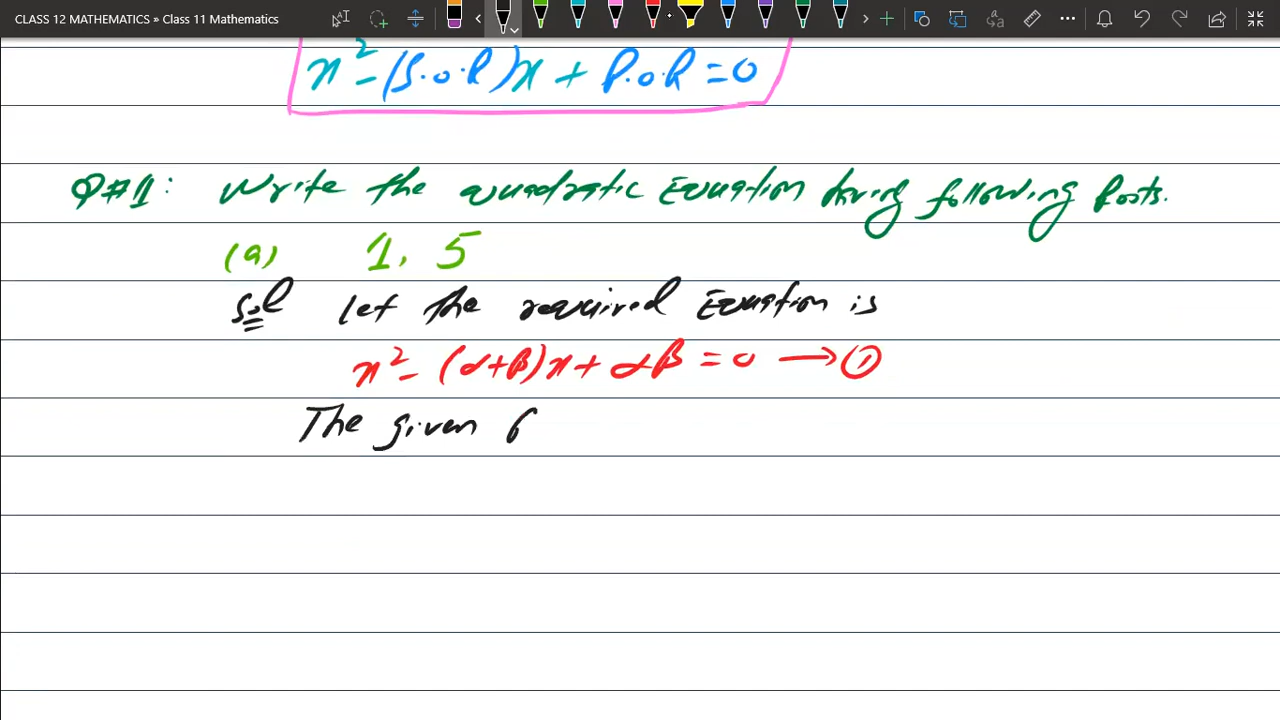 CLASS 12 MATHEMATICS » Class 11 Mathematics
x² - (S.o.R)x + P.o.R = 0
Q#1: Write the quadratic Equation having following Roots.
(a) 1, 5
Sol let the required Equation is
x² - (α+β)x + αβ = 0 → ①
The given